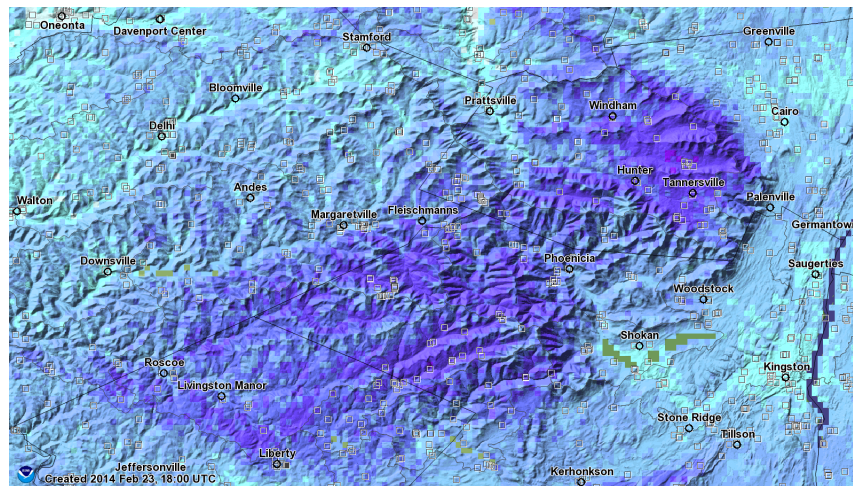 Oneonta
Davenport Center
Stamford
Greenville
Bloomville
Prattsville
Windham
Cairo
Delhi
Hunter
Tannersville
Andes
Walton
Margaretville
Fleischmanns
Palenville
Germantow
Downsville
Phoenicia
Saugerties
Woodstock
Shokan
Roscoe
Kingston
Livingston Manor
Stone Ridge
Tillson
Liberty
Jeffersonville
Kerhonkson
Created 2014 Feb 23, 18:00 UTC